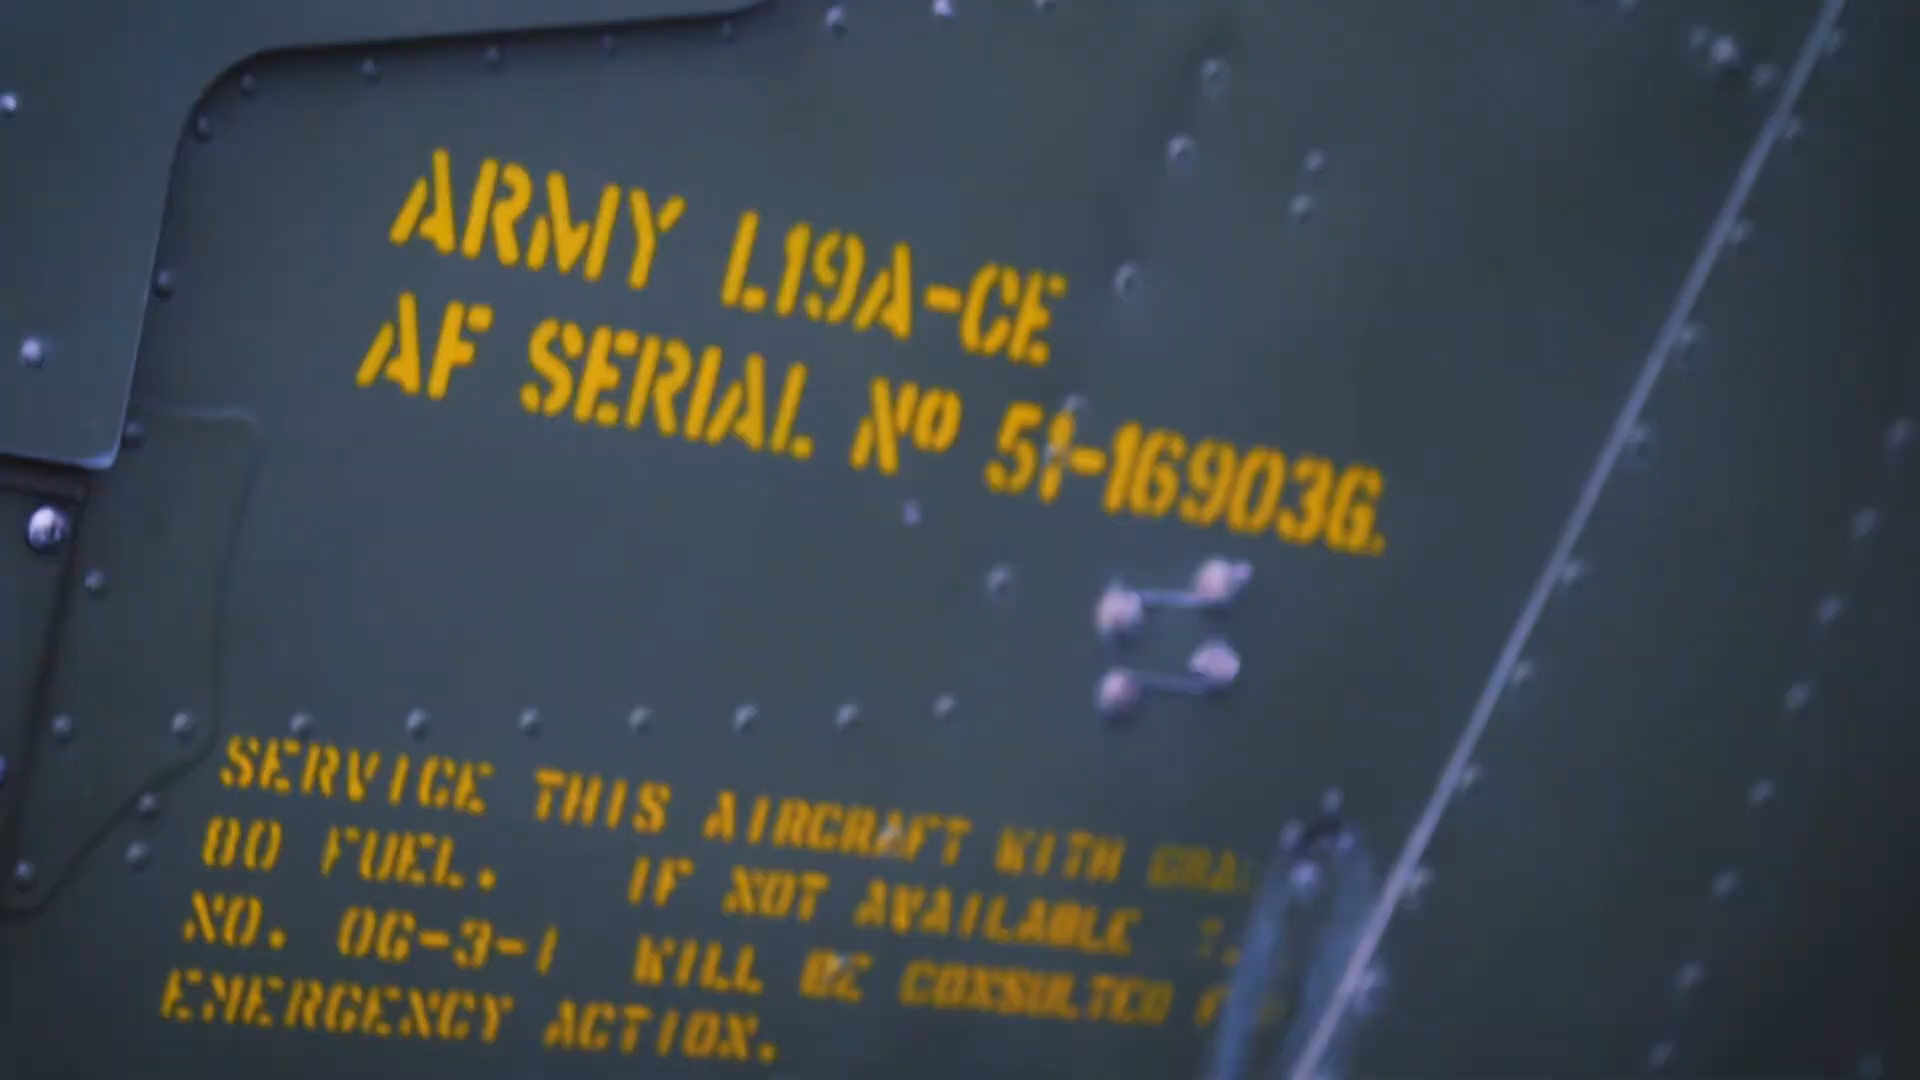 ARMY L19A-CE
AF SERIAL Nº 51-16903G.
SERVICE THIS AIRCRAFT WITH
80 FUEL. IF NOT AVAILABLE
NO. 0G-3-1 WILL BE CONSULTED
EMERGENCY ACTION.